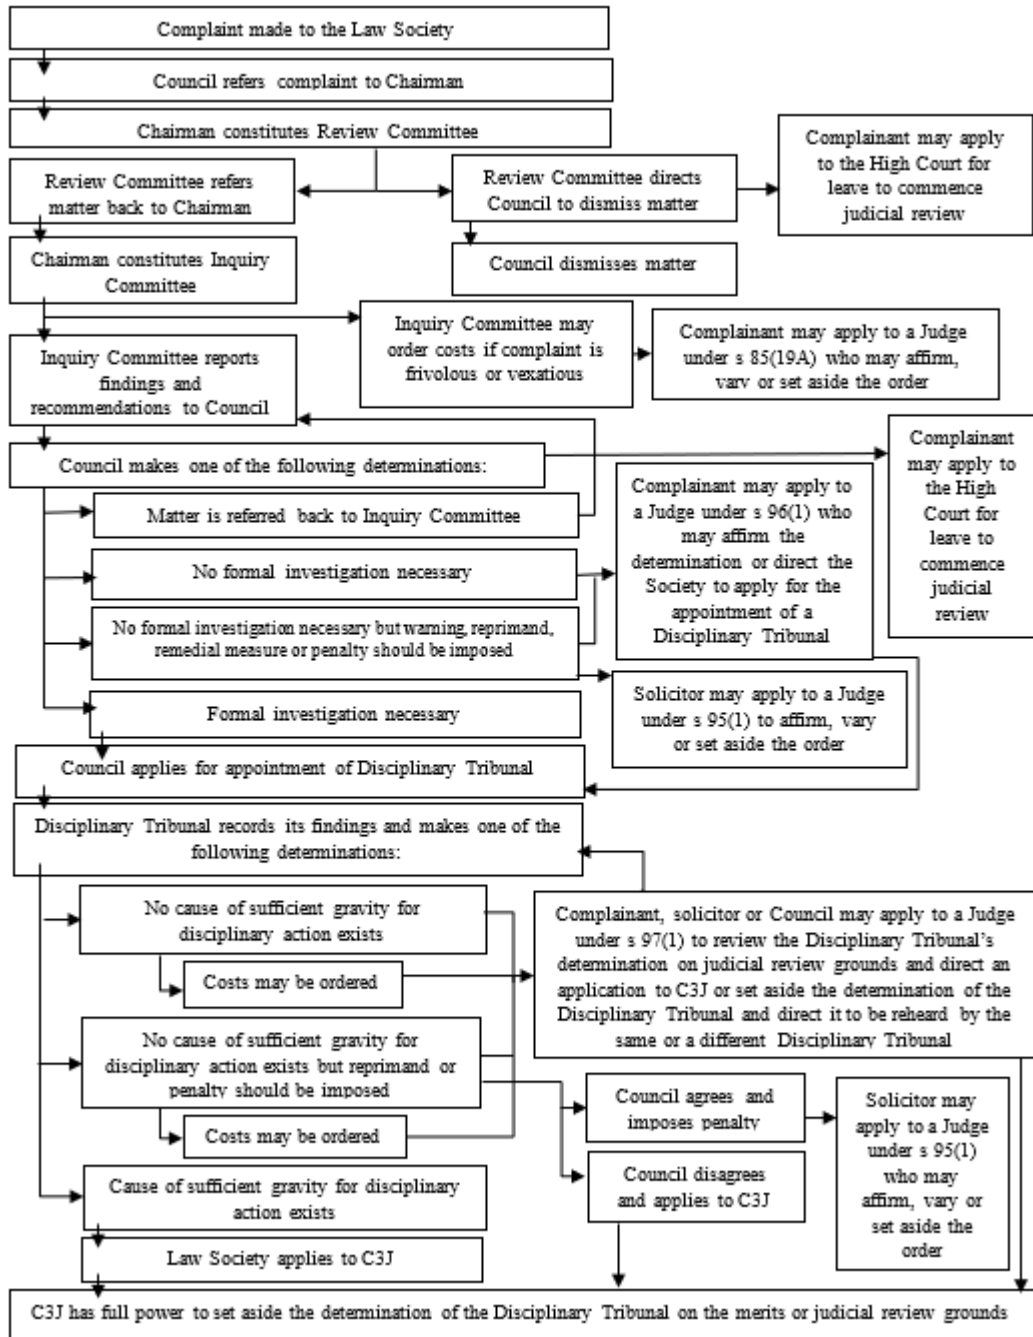 Complaint made to the Law Society
Council refers complaint to Chairman
Chairman constitutes Review Committee
Complainant may apply
to the High Court for
leave to commence
judicial review
Review Committee refers
matter back to Chairman
Review Committee directs
Council to dismiss matter
Chairman constitutes Inquiry
Committee
Council dismisses matter
Inquiry Committee may
order costs if complaint is
frivolous or vexatious
Complainant may apply to a Judge
under s 85(19A) who may affirm,
vary or set aside the order
Inquiry Committee reports
findings and
recommendations to Council
Complainant
may apply to
the High
Court for
leave to
commence
judicial
review
Council makes one of the following determinations:
Matter is referred back to Inquiry Committee
Complainant may apply to
a Judge under s 96(1) who
may affirm the
determination or direct the
Society to apply for the
appointment of a
Disciplinary Tribunal
No formal investigation necessary
No formal investigation necessary but warning, reprimand,
remedial measure or penalty should be imposed
Solicitor may apply to a Judge
under s 95(1) to affirm, vary
or set aside the order
Formal investigation necessary
Council applies for appointment of Disciplinary Tribunal
Disciplinary Tribunal records its findings and makes one of the
following determinations:
No cause of sufficient gravity for
disciplinary action exists
Costs may be ordered
Complainant, solicitor or Council may apply to a Judge
under s 97(1) to review the Disciplinary Tribunal's
determination on judicial review grounds and direct an
application to C3J or set aside the determination of the
Disciplinary Tribunal and direct it to be reheard by the
same or a different Disciplinary Tribunal
No cause of sufficient gravity for
disciplinary action exists but reprimand or
penalty should be imposed
Costs may be ordered
Council agrees and
imposes penalty
Solicitor may
apply to a Judge
under s 95(1)
who may
affirm, vary or
set aside the
order
Council disagrees
and applies to C3J
Cause of sufficient gravity for disciplinary
action exists
Law Society applies to C3J
C3J has full power to set aside the determination of the Disciplinary Tribunal on the merits or judicial review grounds